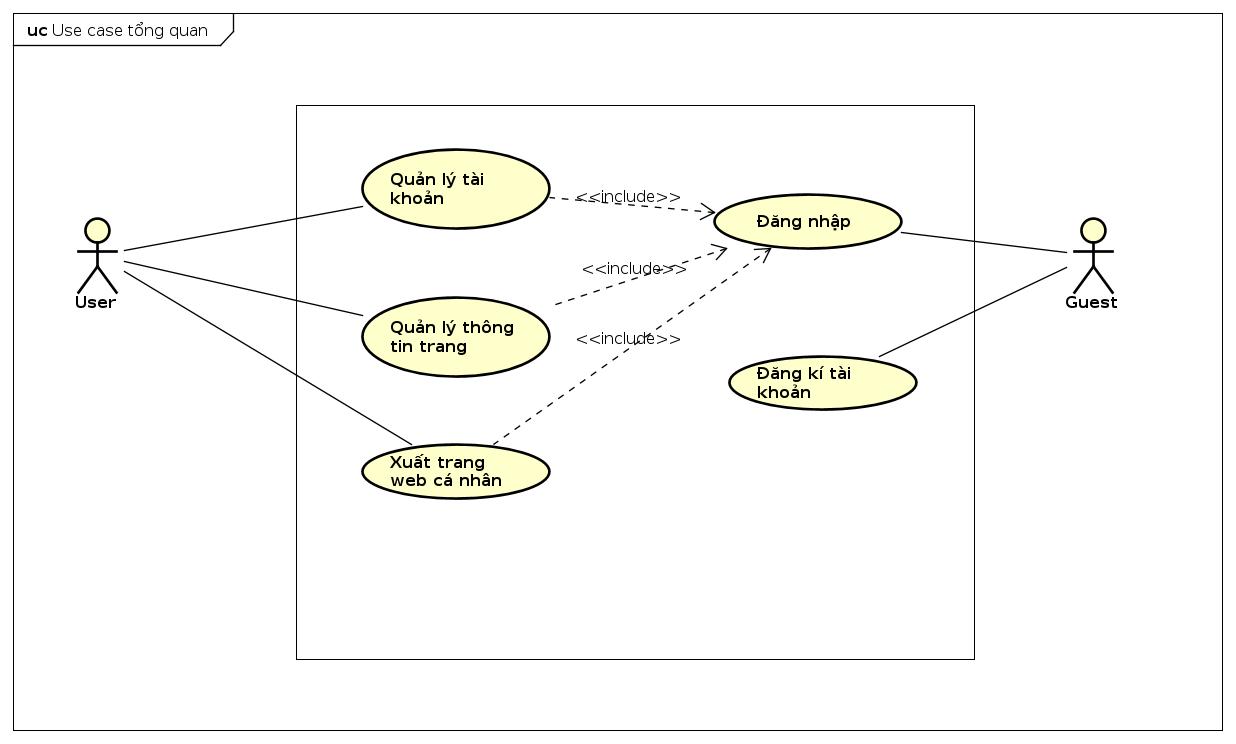 uc Use case tổng quan
Quản lý tài
khoản
<<include>>
Đăng nhập
<<include>>
User
Guest
Quản lý thông
tin trang
<<include>>
Đăng kí tài
khoản
Xuất trang
web cá nhân